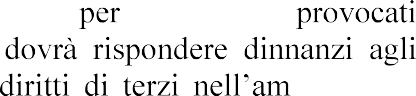 per provocati
dovrà rispondere dinnanzi agli
diritti di terzi nell'am